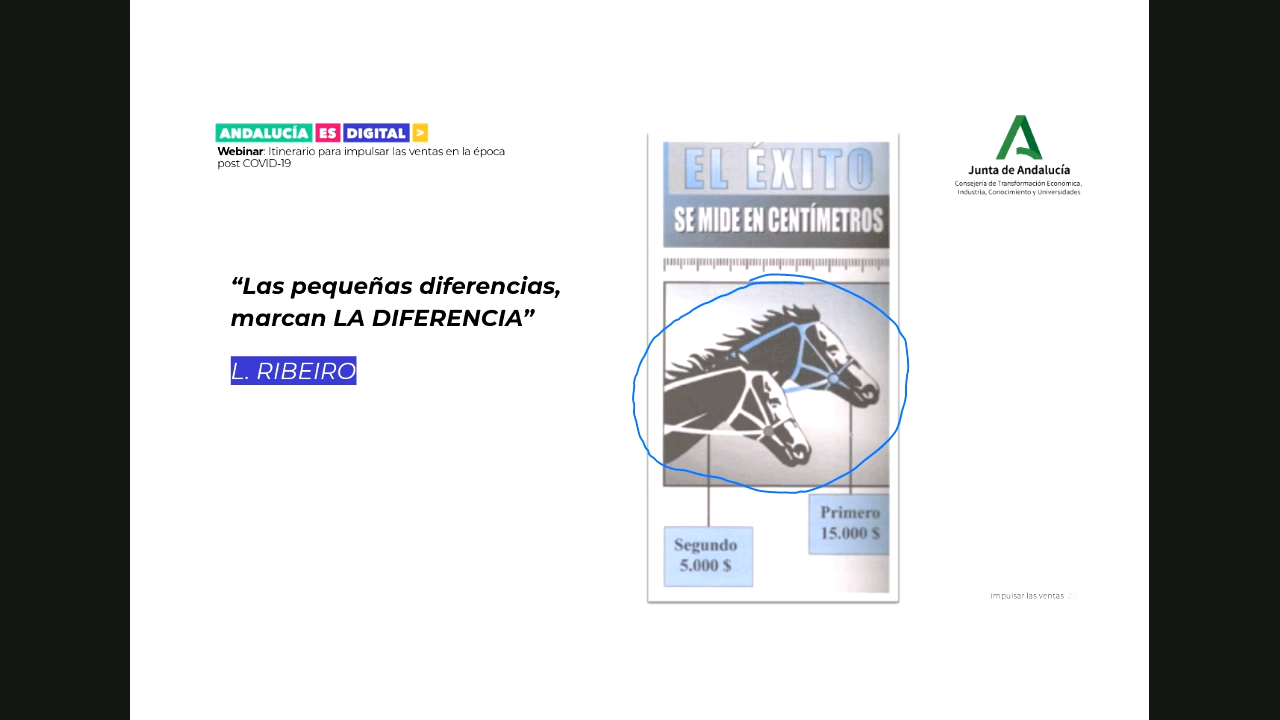 ANDALUCÍA ES DIGITAL >
Webinar: Itinerario para impulsar las ventas en la época
post COVID-19
Junta de Andalucía
Consejería de Transformación Económica,
Industria, Conocimiento y Universidades
“Las pequeñas diferencias,
marcan LA DIFERENCIA”
L. RIBEIRO
EL ÉXITO
SE MIDE EN CENTÍMETROS
Primero
15.000 $
Segundo
5.000 $
impulsar las ventas